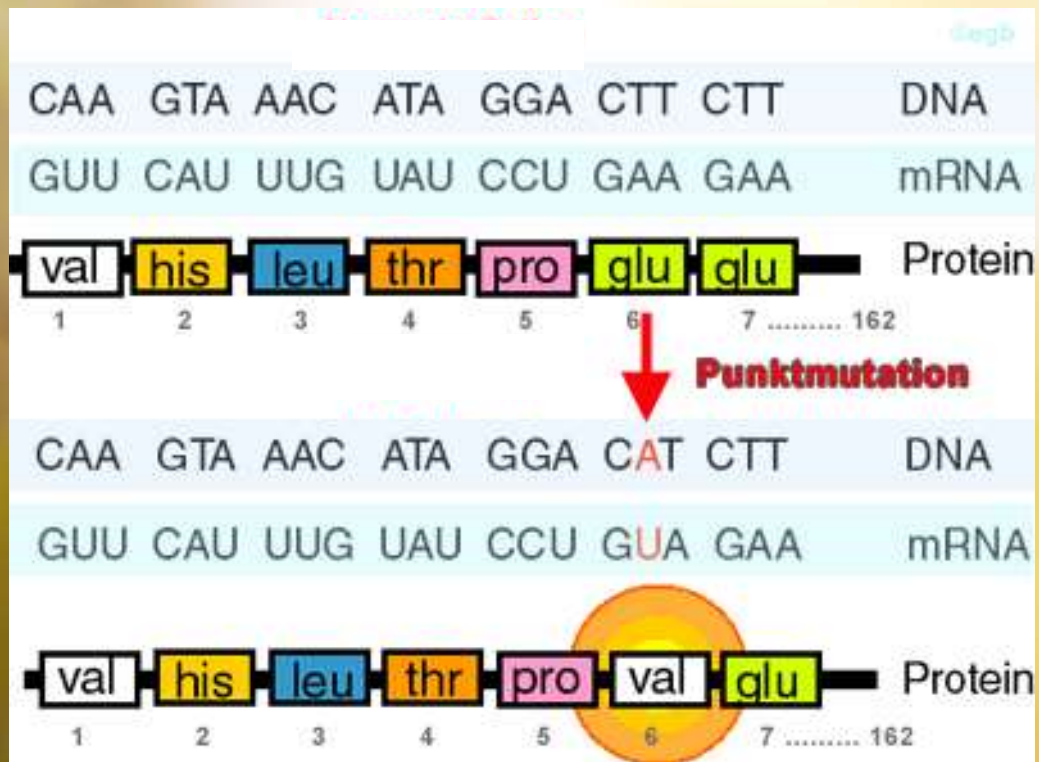 CAA GTA AAC ATA GGA CTT CTT DNA
GUU CAU UUG UAU CCU GAA GAA mRNA
val his leu thr pro glu glu Protein
1 2 3 4 5 6 7 ......... 162
Punktmutation
CAA GTA AAC ATA GGA CAT CTT DNA
GUU CAU UUG UAU CCU GUA GAA mRNA
val his leu thr pro val glu Protein
1 2 3 4 5 6 7 ......... 162